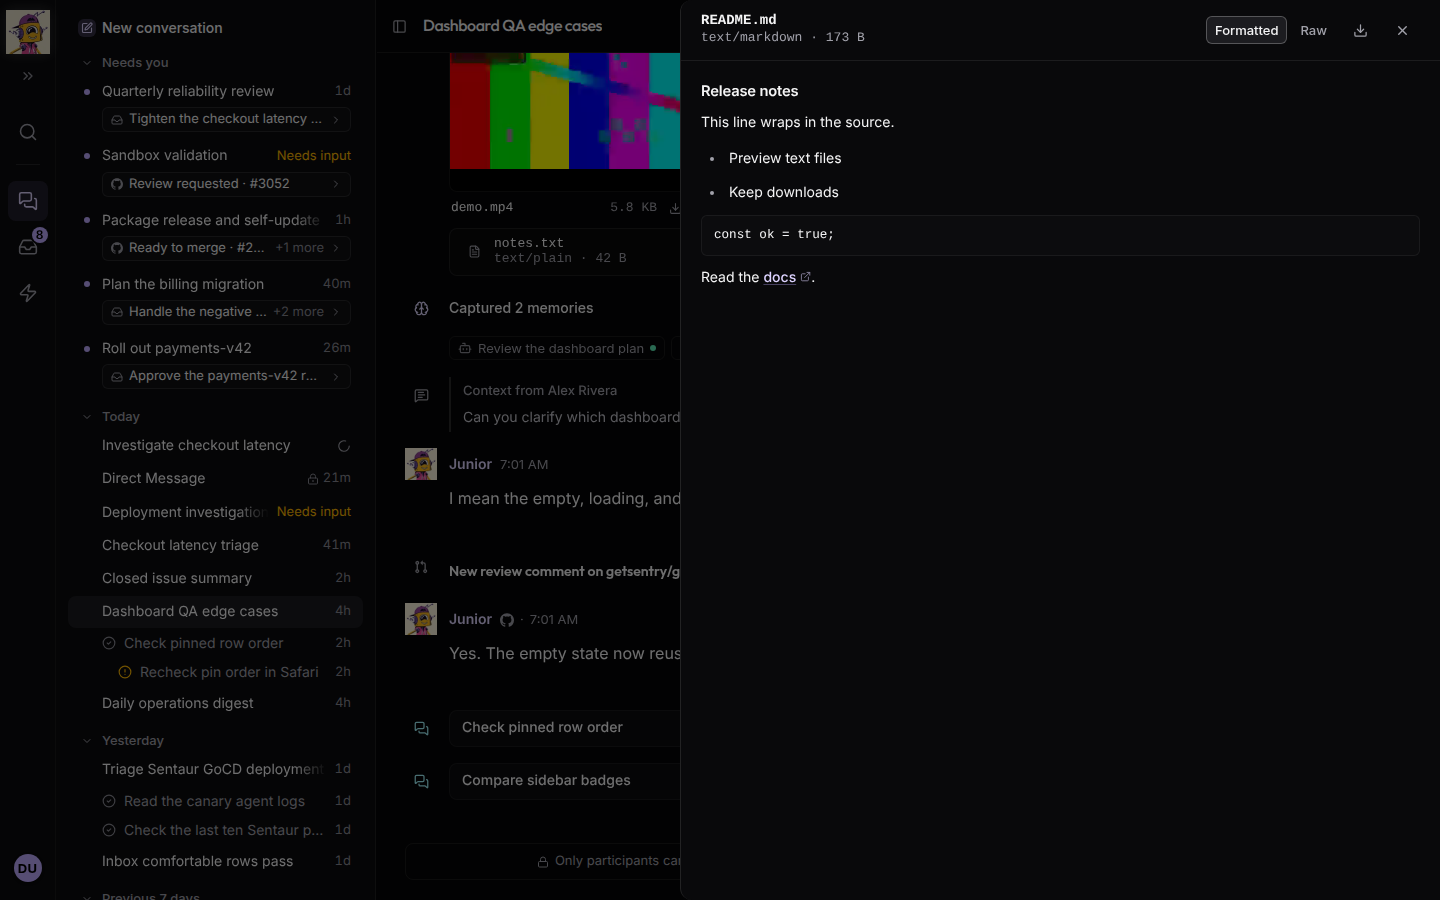 New conversation
Needs you
Quarterly reliability review 1d
Tighten the checkout latency ...
Sandbox validation Needs input
Review requested · #3052
Package release and self-update 1h
Ready to merge · #2... +1 more
8
Plan the billing migration 40m
Handle the negative ... +2 more
Roll out payments-v42 26m
Approve the payments-v42 r...
Today
Investigate checkout latency
Direct Message 21m
Deployment investigation Needs input
Checkout latency triage 41m
Closed issue summary 2h
Dashboard QA edge cases 4h
Check pinned row order 2h
Recheck pin order in Safari 2h
Daily operations digest 4h
Yesterday
Triage Sentaur GoCD deployment 1d
Read the canary agent logs 1d
Check the last ten Sentaur p... 1d
Inbox comfortable rows pass 1d
Previous 7 days
DU
Dashboard QA edge cases
demo.mp4 5.8 KB
notes.txt
text/plain · 42 B
Captured 2 memories
Review the dashboard plan
Context from Alex Rivera
Can you clarify which dashboard
Junior 7:01 AM
I mean the empty, loading, and
New review comment on getsentry/g
Junior · 7:01 AM
Yes. The empty state now reus
Check pinned row order
Compare sidebar badges
Only participants car
README.md
text/markdown · 173 B
Formatted Raw
Release notes
This line wraps in the source.
• Preview text files
• Keep downloads
const ok = true;
Read the docs .